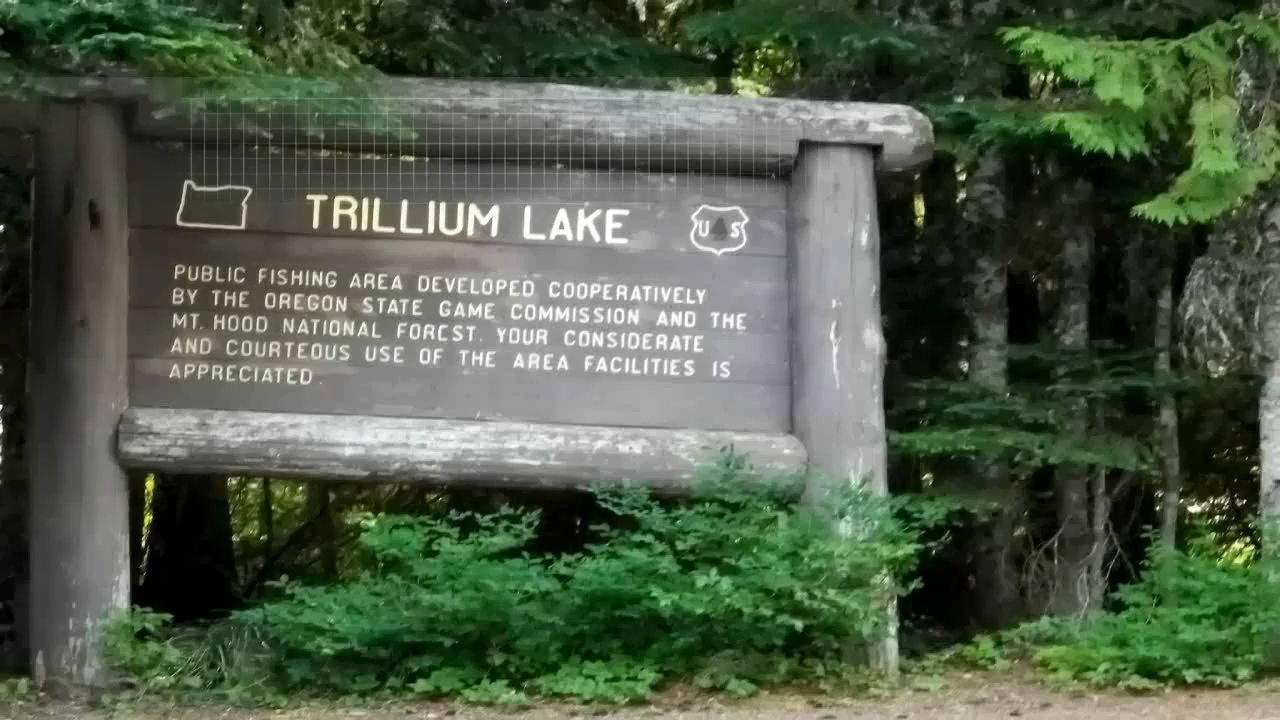 TRILLIUM LAKE
U S
PUBLIC FISHING AREA DEVELOPED COOPERATIVELY
BY THE OREGON STATE GAME COMMISSION AND THE
MT. HOOD NATIONAL FOREST. YOUR CONSIDERATE
AND COURTEOUS USE OF THE AREA FACILITIES IS
APPRECIATED.